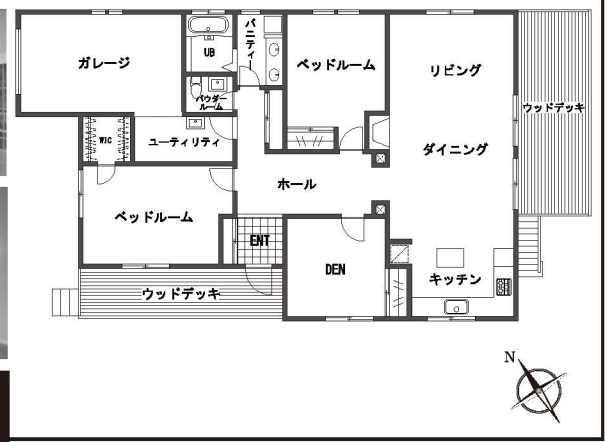 ガレージ
UB
バニティー
ベッドルーム
リビング
ウッドデッキ
パウダー
ルーム
WIC
ユーティリティ
ダイニング
ホール
ベッドルーム
ENT
DEN
キッチン
ウッドデッキ
N